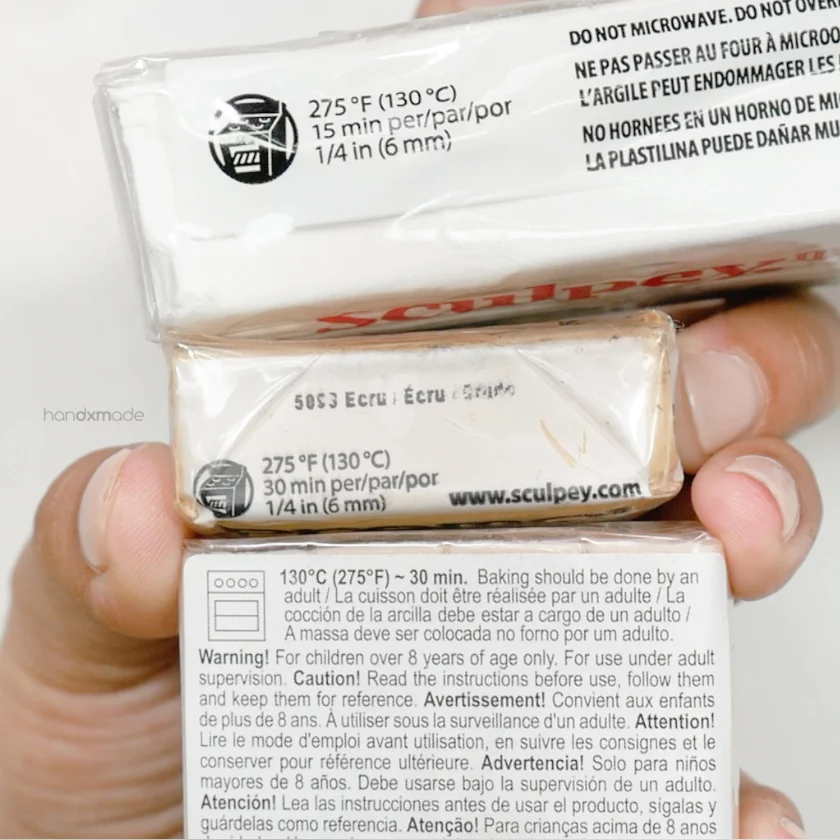 DO NOT MICROWAVE. DO NOT
NE PAS PASSER AU FOUR À
L'ARGILE PEUT ENDOMMAGER LES
NO HORNEES EN UN HORNO DE
LA PLASTILINA PUEDE DAÑAR
275 °F (130 °C)
15 min per/par/por
1/4 in (6 mm)
sculpey
handxmade
Ecru / Écru
275 °F (130 °C)
30 min per/par/por
1/4 in (6 mm)
www.sculpey.com
130°C (275°F) ~ 30 min. Baking should be done by an
adult / La cuisson doit être réalisée par un adulte / La
cocción de la arcilla debe estar a cargo de un adulto /
A massa deve ser colocada no forno por um adulto.
Warning! For children over 8 years of age only. For use under adult
supervision. Caution! Read the instructions before use, follow them
and keep them for reference. Avertissement! Convient aux enfants
de plus de 8 ans. À utiliser sous la surveillance d'un adulte. Attention!
Lire le mode d'emploi avant utilisation, en suivre les consignes et le
conserver pour référence ultérieure. Advertencia! Solo para niños
mayores de 8 años. Debe usarse bajo la supervisión de un adulto.
Atención! Lea las instrucciones antes de usar el producto, sígalas y
guárdelas como referencia. Atenção! Para crianças acima de 8 anos